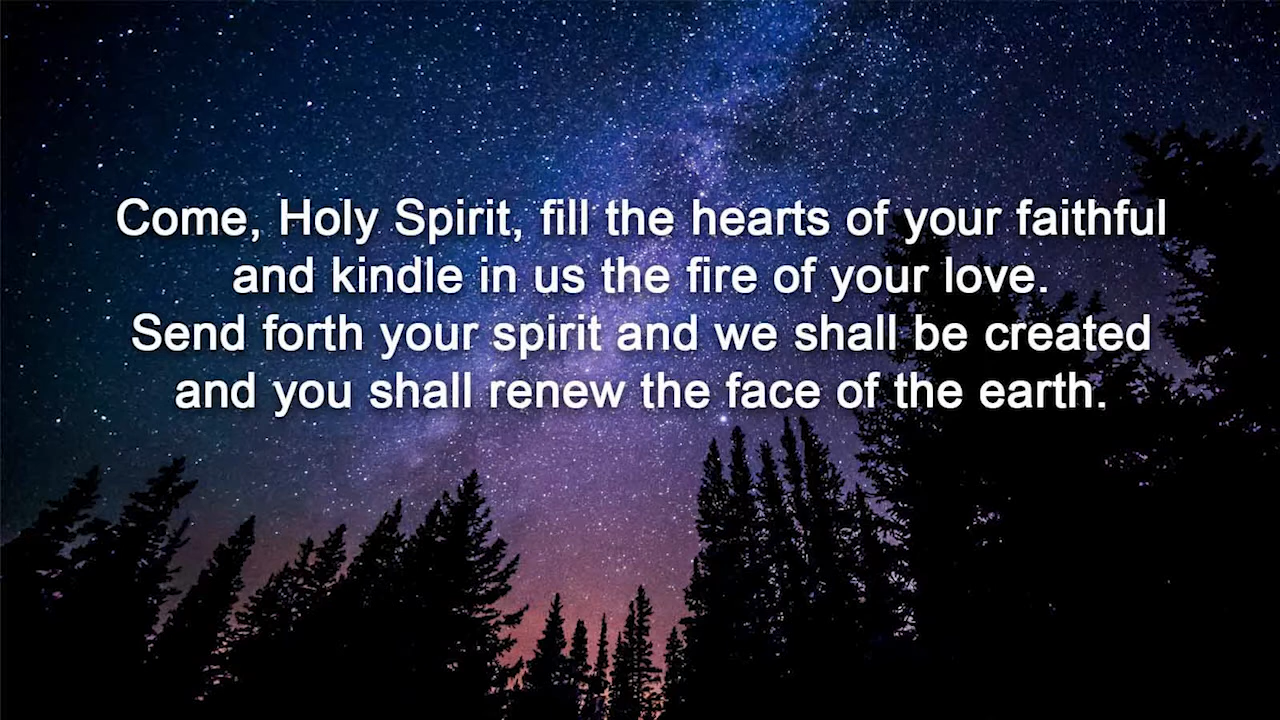 Come, Holy Spirit, fill the hearts of your faithful
and kindle in us the fire of your love.
Send forth your spirit and we shall be created
and you shall renew the face of the earth.